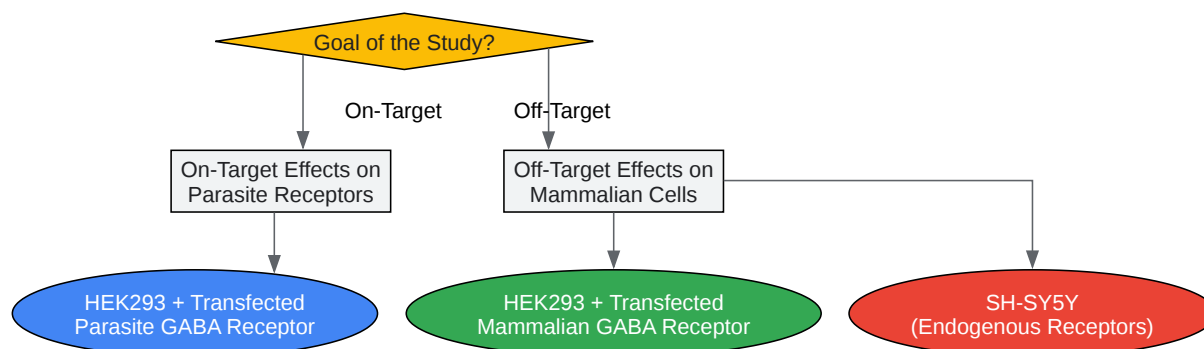 Goal of the Study?
On-Target
Off-Target
On-Target Effects on
Parasite Receptors
Off-Target Effects on
Mammalian Cells
HEK293 + Transfected
Parasite GABA Receptor
HEK293 + Transfected
Mammalian GABA Receptor
SH-SY5Y
(Endogenous Receptors)